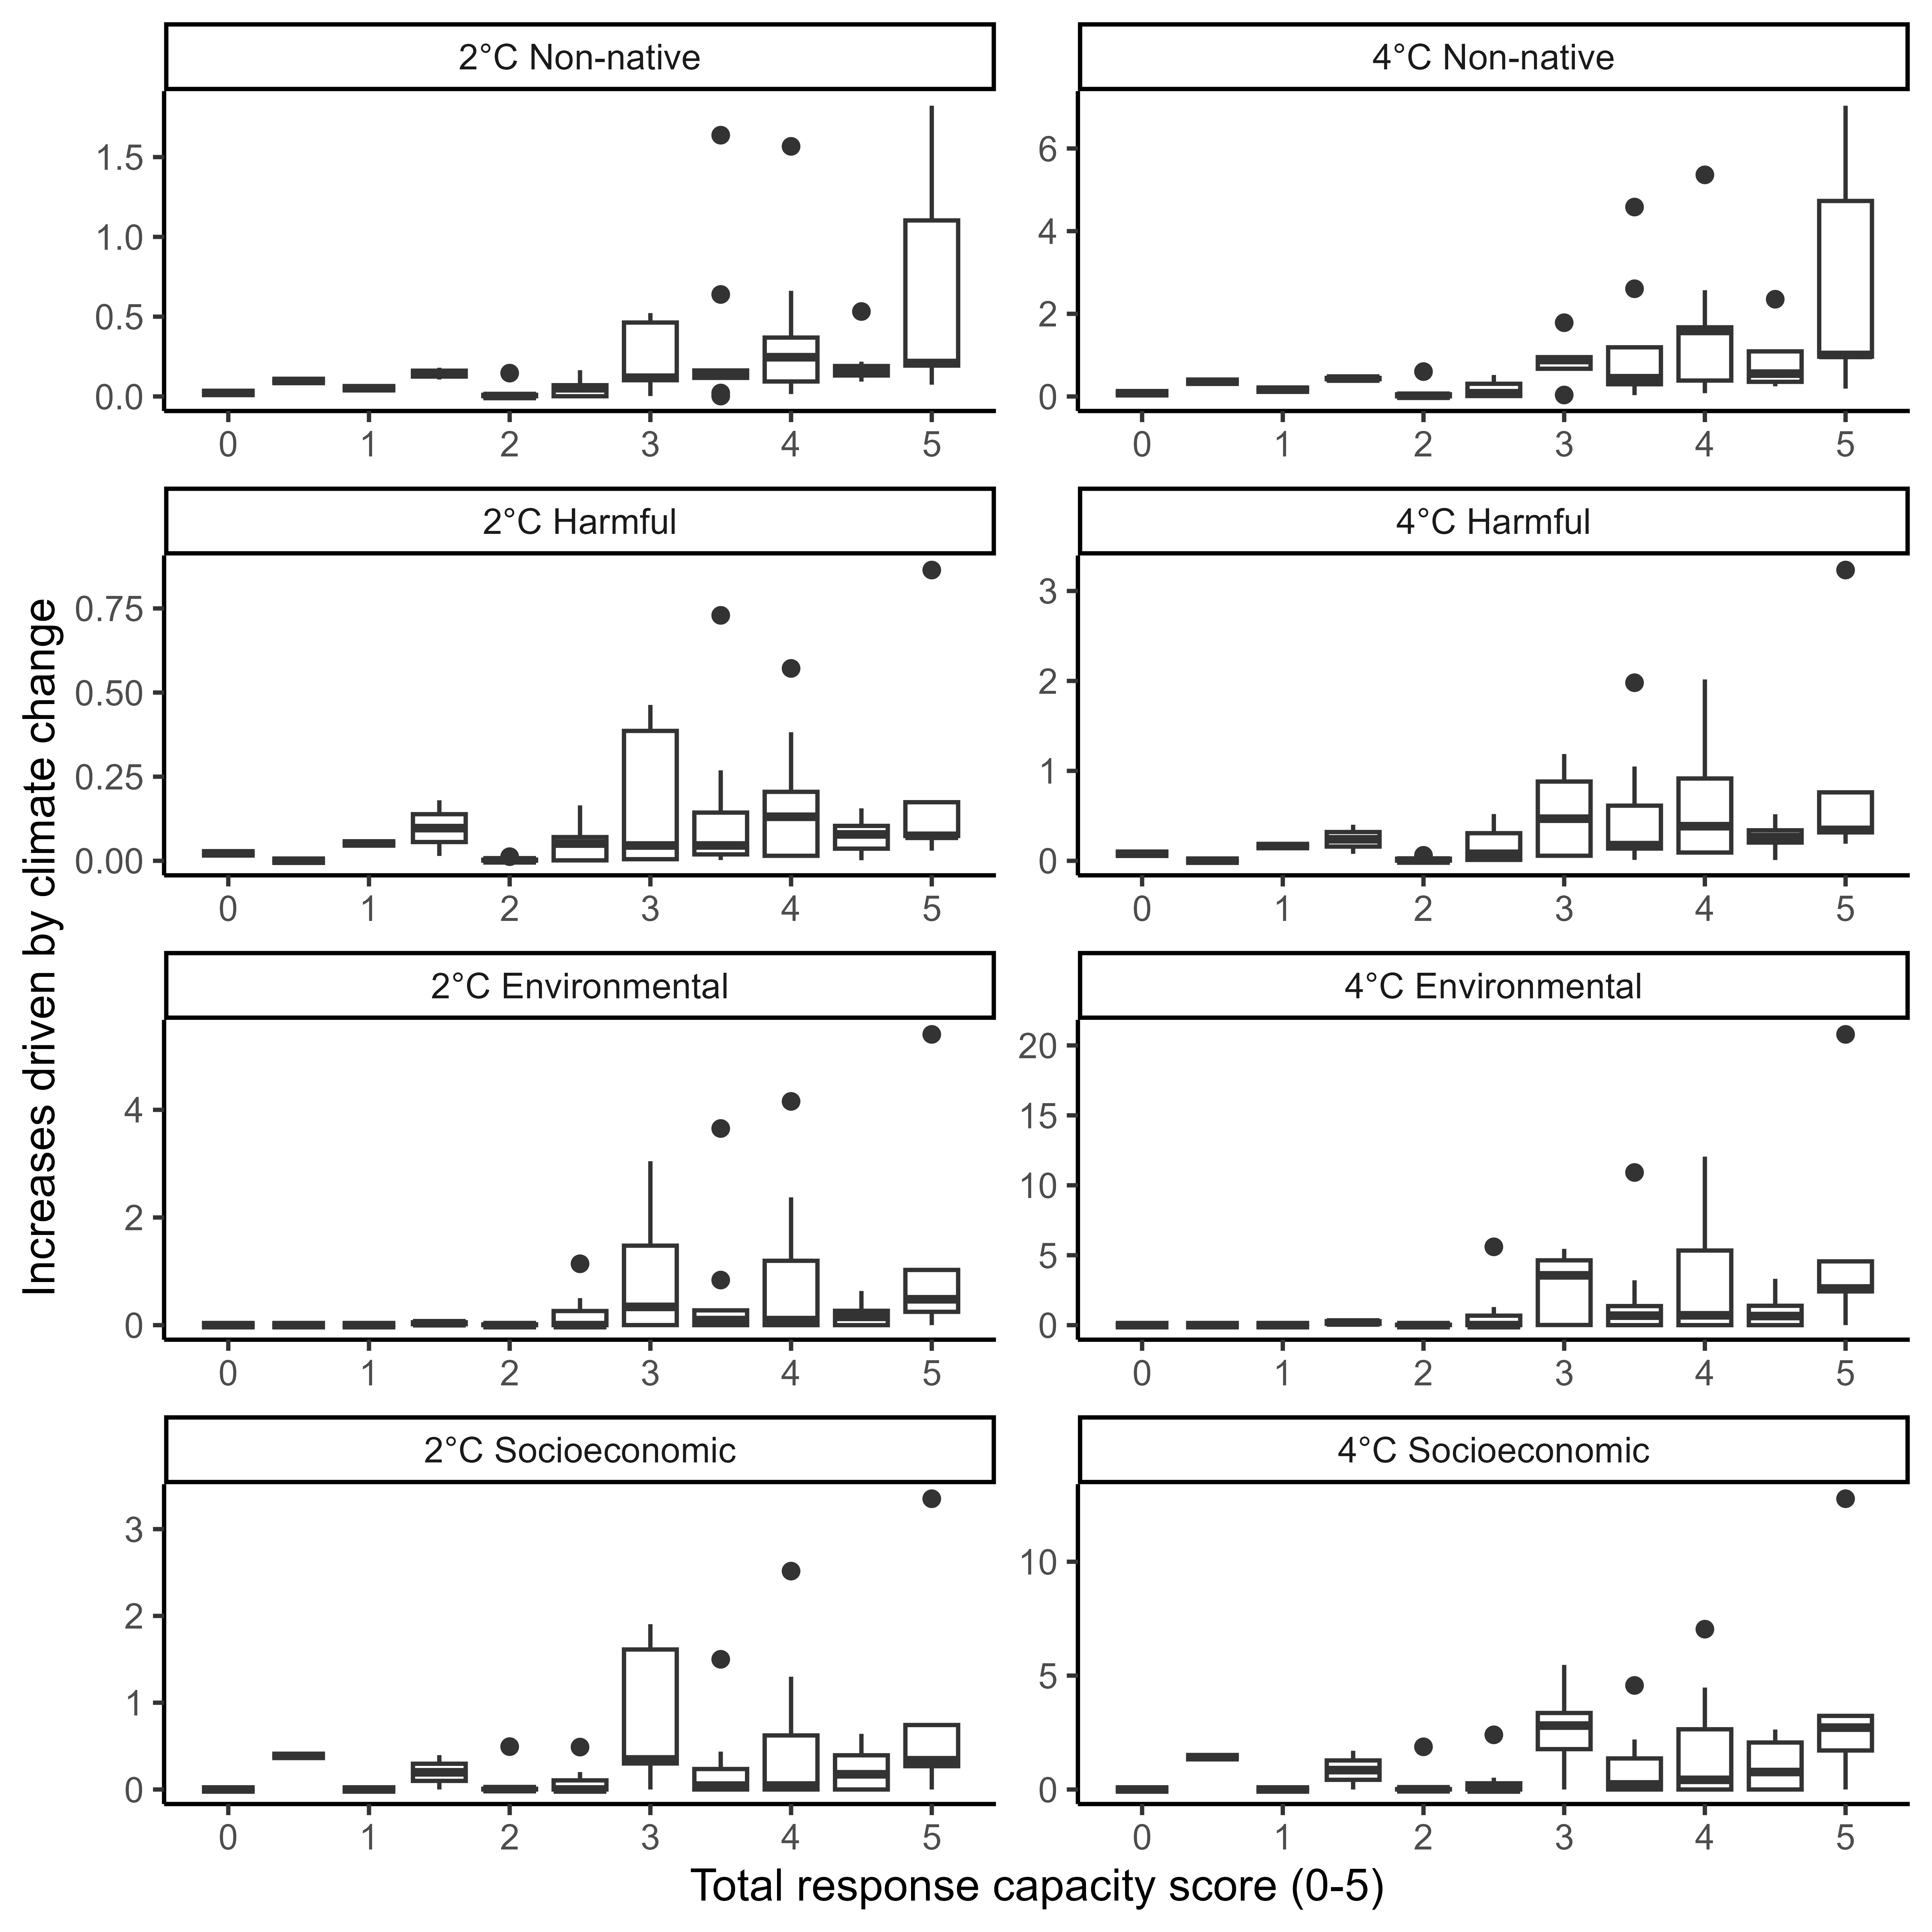 2°C Non-native
4°C Non-native
1.5
1.0
0.5
0.0
6
4
2
0
0 1 2 3 4 5
0 1 2 3 4 5
2°C Harmful
4°C Harmful
0.75
0.50
0.25
0.00
3
2
1
0
0 1 2 3 4 5
0 1 2 3 4 5
Increases driven by climate change
2°C Environmental
4°C Environmental
4
2
0
20
15
10
5
0
0 1 2 3 4 5
0 1 2 3 4 5
2°C Socioeconomic
4°C Socioeconomic
3
2
1
0
10
5
0
0 1 2 3 4 5
0 1 2 3 4 5
Total response capacity score (0-5)